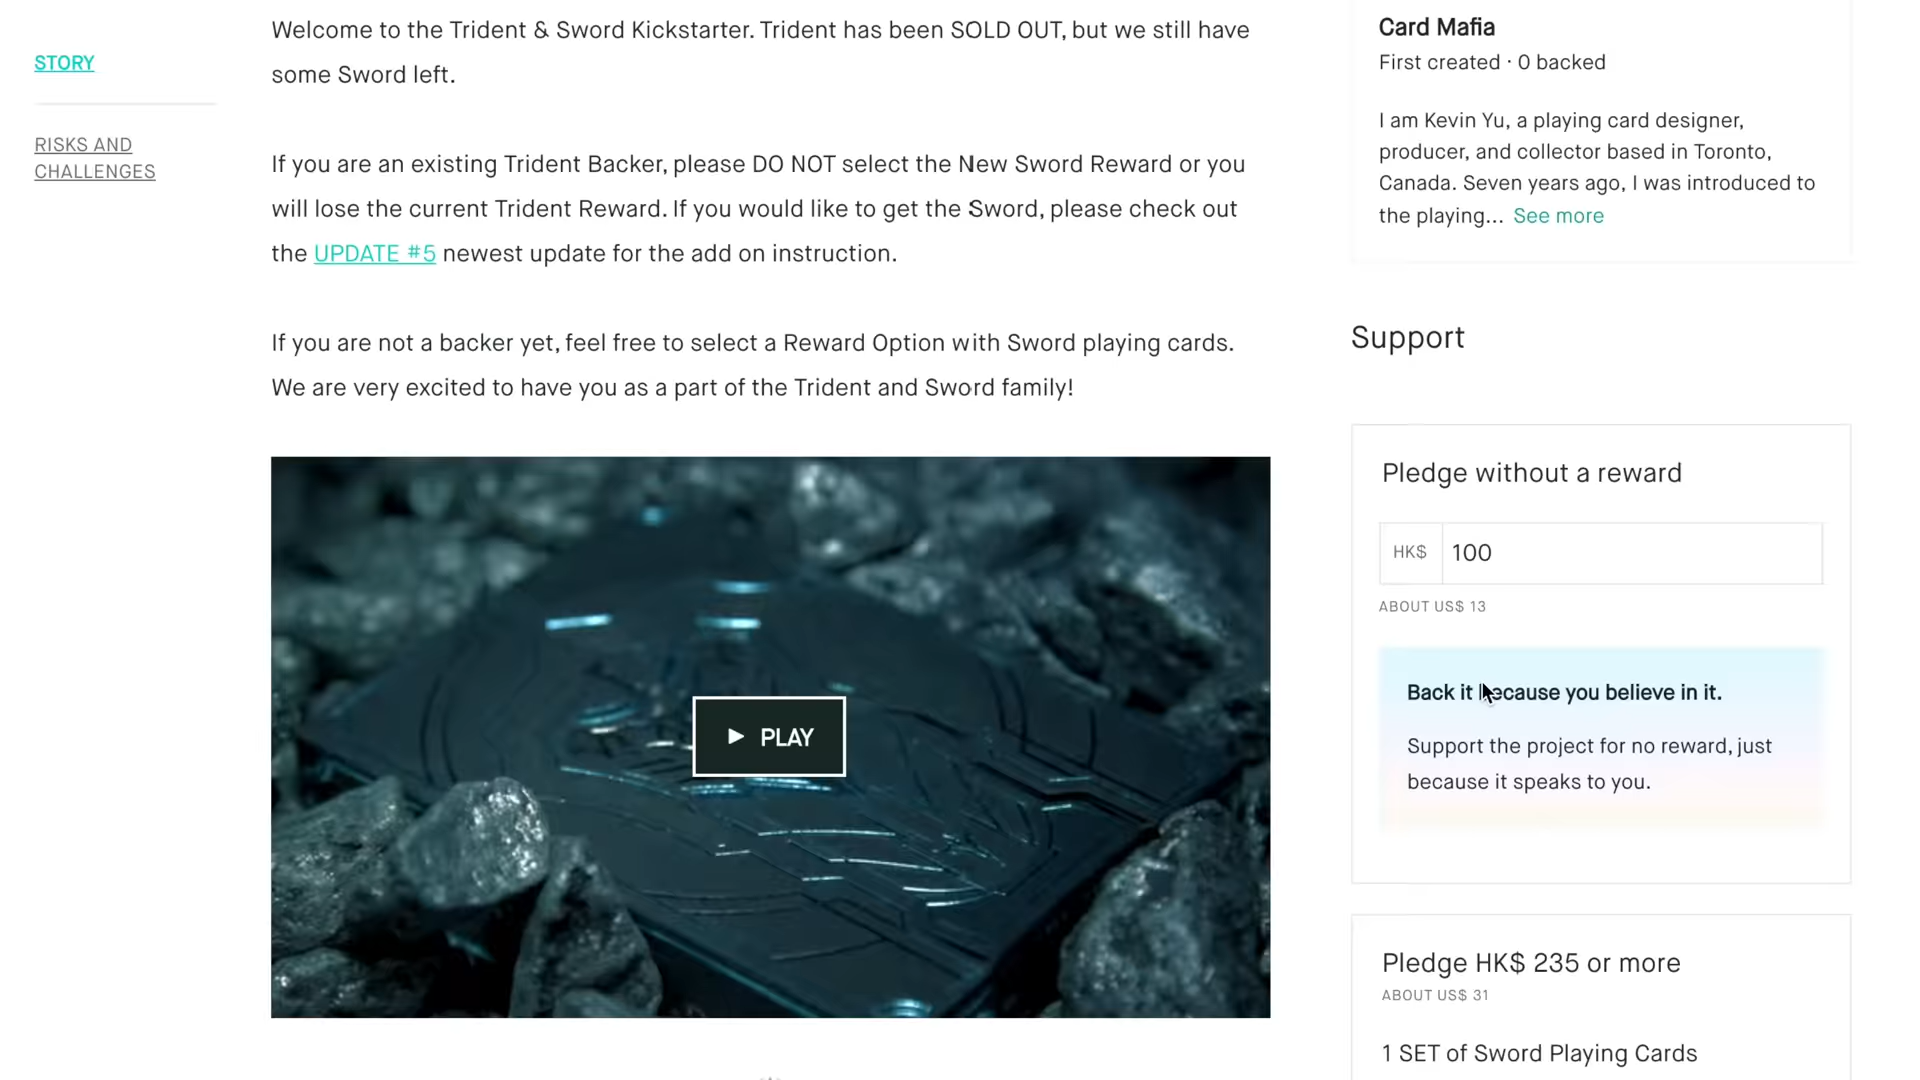 STORY
RISKS AND
CHALLENGES
Welcome to the Trident & Sword Kickstarter. Trident has been SOLD OUT, but we still have
some Sword left.
If you are an existing Trident Backer, please DO NOT select the New Sword Reward or you
will lose the current Trident Reward. If you would like to get the Sword, please check out
the UPDATE #5 newest update for the add on instruction.
If you are not a backer yet, feel free to select a Reward Option with Sword playing cards.
We are very excited to have you as a part of the Trident and Sword family!
PLAY
Card Mafia
First created · 0 backed
I am Kevin Yu, a playing card designer,
producer, and collector based in Toronto,
Canada. Seven years ago, I was introduced to
the playing... See more
Support
Pledge without a reward
HK$ 100
ABOUT US$ 13
Back it because you believe in it.
Support the project for no reward, just
because it speaks to you.
Pledge HK$ 235 or more
ABOUT US$ 31
1 SET of Sword Playing Cards